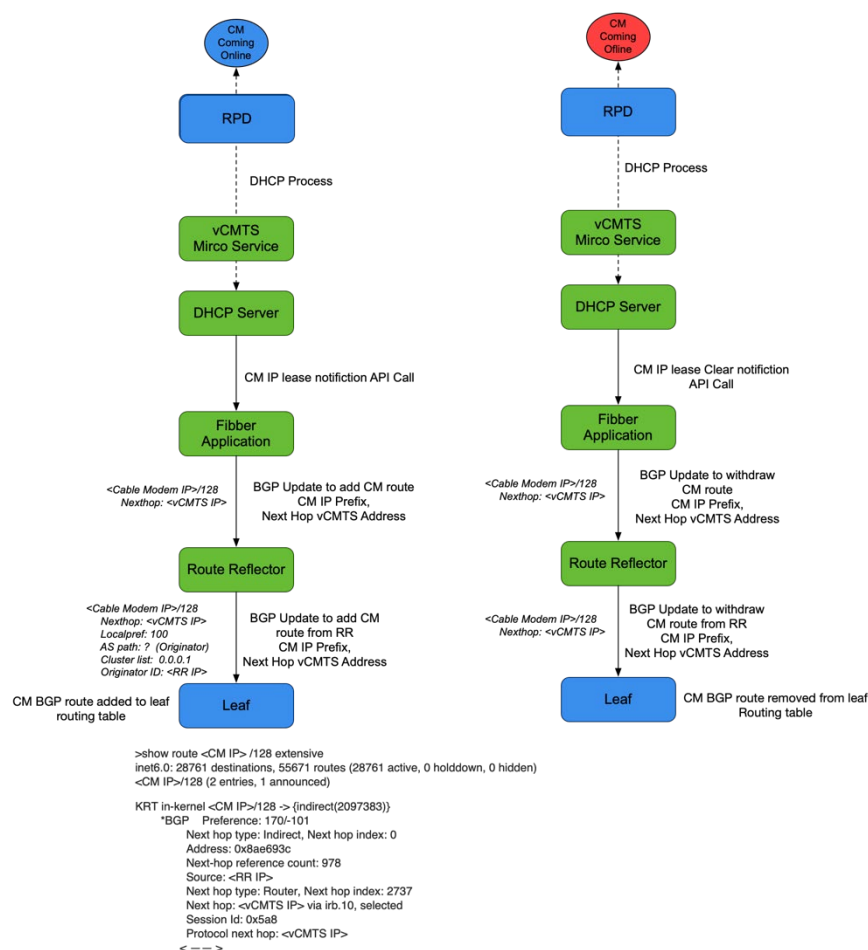 CM
Coming
Online
RPD
DHCP Process
vCMTS
Mirco Service
DHCP Server
CM IP lease notifiction API Call
Fibber
Application
<Cable Modem IP>/128
Nexthop: <vCMTS IP>
BGP Update to add CM route
CM IP Prefix,
Next Hop vCMTS Address
Route Reflector
<Cable Modem IP>/128
Nexthop: <vCMTS IP>
Localpref: 100
AS path: ? (Originator)
Cluster list: 0.0.0.1
Originator ID: <RR IP>
BGP Update to add CM
route from RR
CM IP Prefix,
Next Hop vCMTS Address
CM BGP route added to leaf
routing table
Leaf
>show route <CM IP> /128 extensive
inet6.0: 28761 destinations, 55671 routes (28761 active, 0 holddown, 0 hidden)
<CM IP>/128 (2 entries, 1 announced)
KRT in-kernel <CM IP>/128 -> {indirect(2097383)}
*BGP Preference: 170/-101
Next hop type: Indirect, Next hop index: 0
Address: 0x8ae693c
Next-hop reference count: 978
Source: <RR IP>
Next hop type: Router, Next hop index: 2737
Next hop: <vCMTS IP> via irb.10, selected
Session Id: 0x5a8
Protocol next hop: <vCMTS IP>
< — — >
CM
Coming
Ofline
RPD
DHCP Process
vCMTS
Mirco Service
DHCP Server
CM IP lease Clear notifiction
API Call
Fibber
Application
<Cable Modem IP>/128
Nexthop: <vCMTS IP>
BGP Update to withdraw
CM route
CM IP Prefix,
Next Hop vCMTS Address
Route Reflector
<Cable Modem IP>/128
Nexthop: <vCMTS IP>
BGP Update to withdraw
CM route from RR
CM IP Prefix,
Next Hop vCMTS Address
Leaf
CM BGP route removed from leaf
Routing table